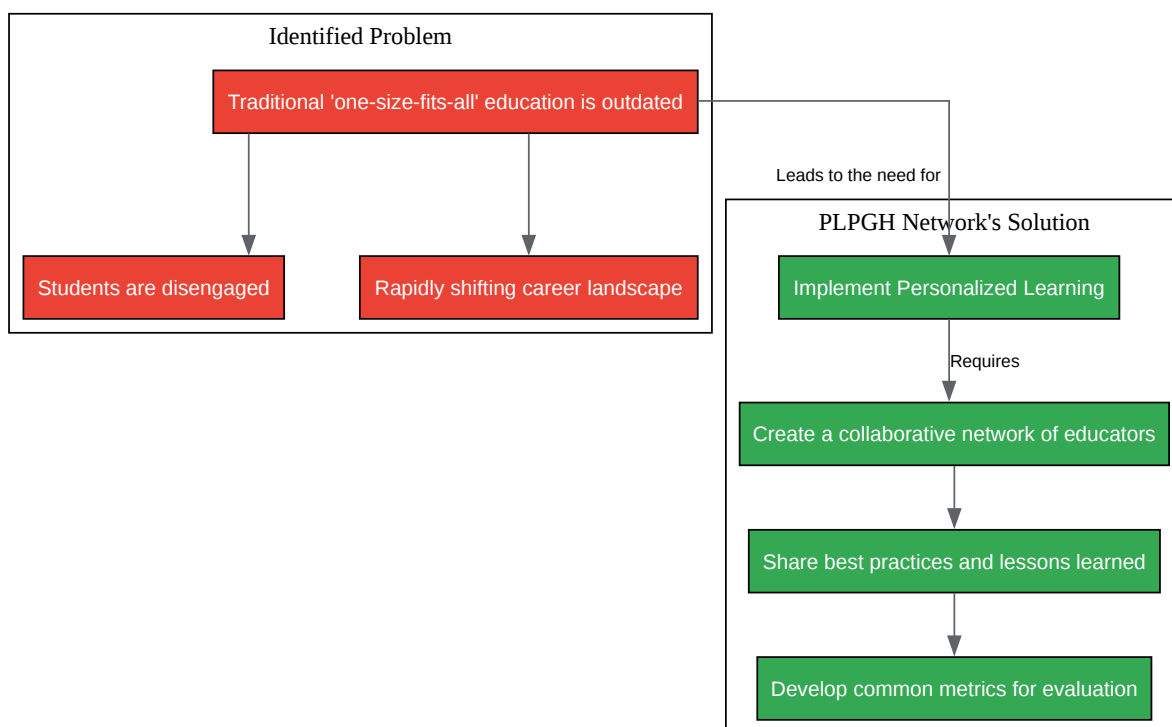 Identified Problem
Traditional 'one-size-fits-all' education is outdated
Students are disengaged
Rapidly shifting career landscape
Leads to the need for
PLPGH Network's Solution
Implement Personalized Learning
Requires
Create a collaborative network of educators
Share best practices and lessons learned
Develop common metrics for evaluation